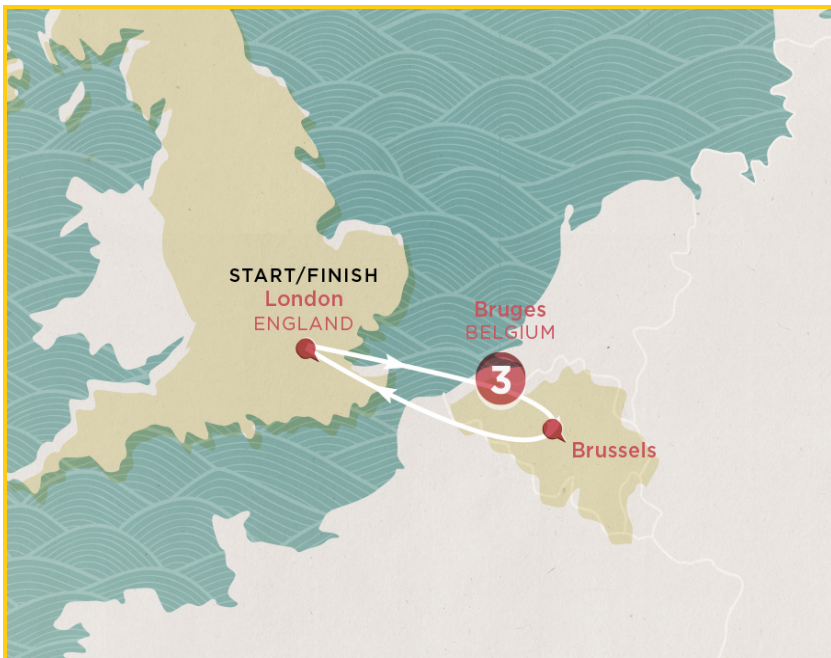 START/FINISH
London
ENGLAND
Bruges
BELGIUM
3
Brussels